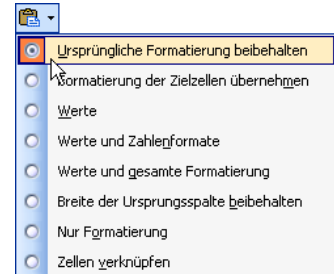 Ursprüngliche Formatierung beibehalten
Formatierung der Zielzellen übernehmen
Werte
Werte und Zahlenformate
Werte und gesamte Formatierung
Breite der Ursprungsspalte beibehalten
Nur Formatierung
Zellen verknüpfen